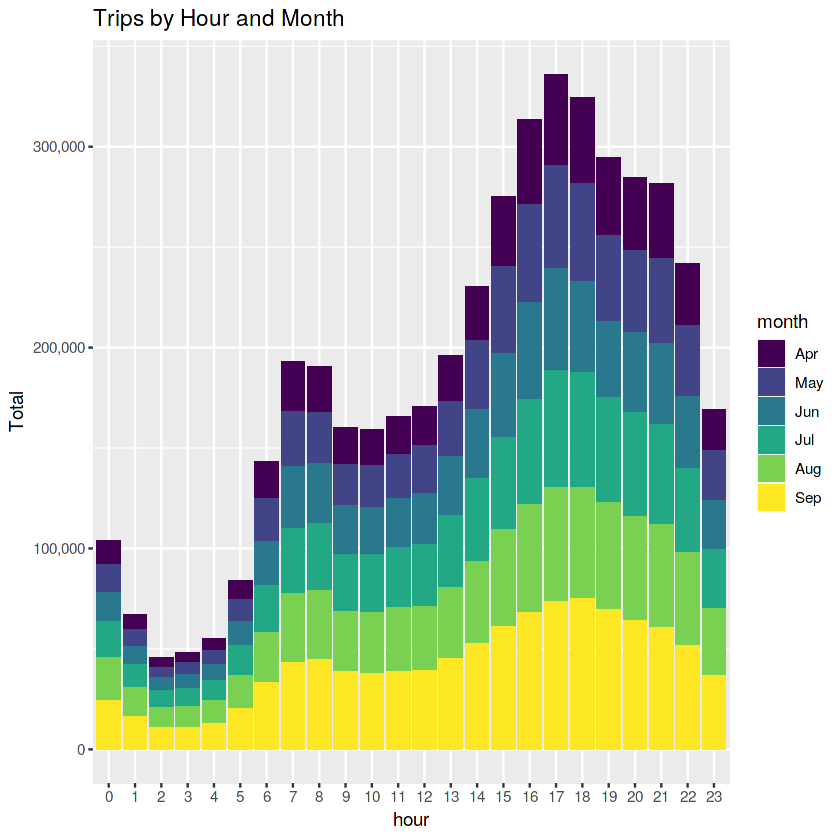 Trips by Hour and Month
Total
300,000
200,000
100,000
0
0 1 2 3 4 5 6 7 8 9 10 11 12 13 14 15 16 17 18 19 20 21 22 23
hour
month
Apr
May
Jun
Jul
Aug
Sep